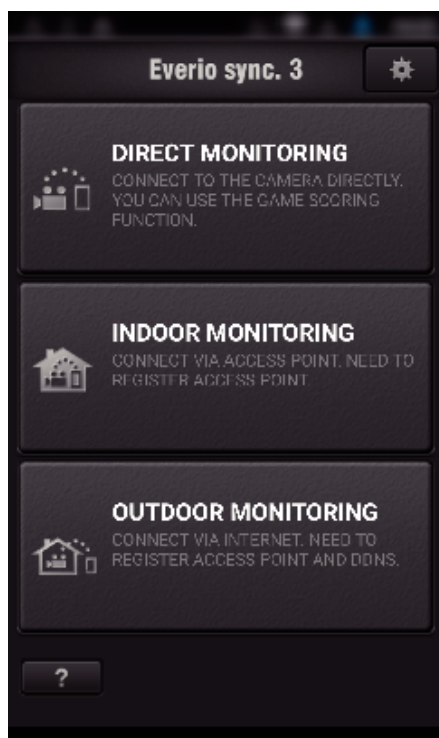 Everio sync. 3
DIRECT MONITORING
CONNECT TO THE CAMERA DIRECTLY.
YOU CAN USE THE GAME SCORING
FUNCTION.
INDOOR MONITORING
CONNECT VIA ACCESS POINT. NEED TO
REGISTER ACCESS POINT.
OUTDOOR MONITORING
CONNECT VIA INTERNET. NEED TO
REGISTER ACCESS POINT AND DDNS.
?